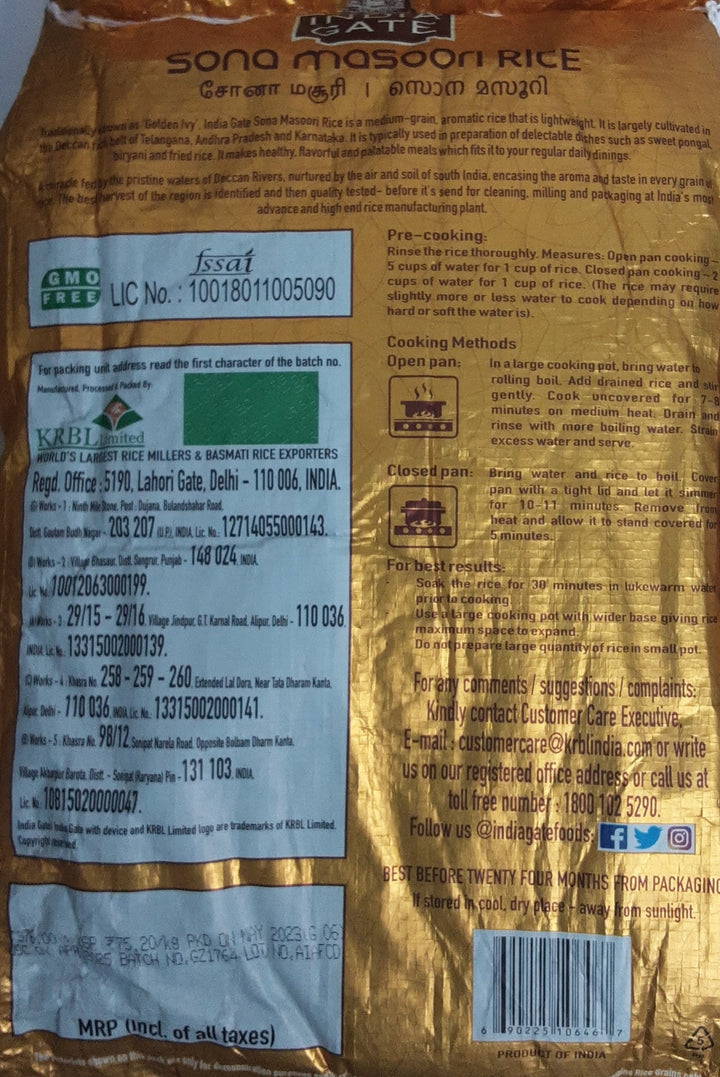 INDIA
GATE
SONA MASOORI RICE
சோனா மசூரி | സൊന മസൂറി
Traditionally known as 'Golden Ivy', India Gate Sona Masoori Rice is a medium-grain, aromatic rice that is lightweight. It is largely cultivated in
the Deccan rich belt of Telangana, Andhra Pradesh and Karnataka. It is typically used in preparation of delectable dishes such as sweet pongal,
biryani and fried rice. It makes healthy, flavorful and palatable meals which fits it to your regular daily dinings.
A miracle fed by the pristine waters of Deccan Rivers, nurtured by the air and soil of south India, encasing the aroma and taste in every grain of
rice. The best harvest of the region is identified and then quality tested- before it's send for cleaning, milling and packaging at India's most
advance and high end rice manufacturing plant.
GMO
FREE
fssai
LIC No. : 10018011005090
For packing unit address read the first character of the batch no.
Manufactured, Processed & Packed By:
KRBL Limited
WORLD'S LARGEST RICE MILLERS & BASMATI RICE EXPORTERS
Regd. Office : 5190, Lahori Gate, Delhi - 110 006, INDIA.
(G) Works - 1 : Ninth Mile Stone, Post : Dujana, Bulandshahar Road,
Distt. Gautam Budh Nagar - 203 207 (U.P.), INDIA, Lic. No.: 12714055000143.
Works - 2 : Village Bhasaur, Distt. Sangrur, Punjab - 148 024, INDIA,
Lic No. 10012063000199.
Works - 3 : 29/15 - 29/16, Village Jindpur, G.T. Karnal Road, Alipur, Delhi - 110 036,
INDIA, Lic. No. 13315002000139.
Works - 4 : Khasra No. 258 - 259 - 260, Extended Lal Dora, Near Tata Dharam Kanta,
Alipur, Delhi - 110 036, INDIA, Lic. No.: 13315002000141.
Works - 5 : Khasra No. 98/12, Sonipat Narela Road, Opposite Balbam Dharm Kanta,
Village Akbarpur Barota, Distt. - Sonipat (Haryana) Pin - 131 103, INDIA.
Lic. No. 10815020000047.
India Gate/ India Gate with device and KRBL Limited logo are trademarks of KRBL Limited.
Copyright reserved.
USP ₹75.20/kg PKD ON MAY 2023(G.06
BATCH NO.GZ1764 LOT NO.
MRP (incl. of all taxes)
Pre-cooking:
Rinse the rice thoroughly. Measures: Open pan cooking –
5 cups of water for 1 cup of rice. Closed pan cooking – 2
cups of water for 1 cup of rice. (The rice may require
slightly more or less water to cook depending on how
hard or soft the water is).
Cooking Methods
Open pan: In a large cooking pot, bring water to
rolling boil. Add drained rice and stir
gently. Cook uncovered for 7-8
minutes on medium heat. Drain and
rinse with more boiling water. Strain
excess water and serve.
Closed pan: Bring water and rice to boil. Cover
pan with a tight lid and let it simmer
for 10-11 minutes. Remove from
heat and allow it to stand covered for
5 minutes.
For best results:
· Soak the rice for 30 minutes in lukewarm water
prior to cooking.
· Use a large cooking pot with wider base giving rice
maximum space to expand.
· Do not prepare large quantity of rice in small pot.
For any comments / suggestions / complaints:
Kindly contact Customer Care Executive,
E-mail : customercare@krblindia.com or write
us on our registered office address or call us at
toll free number : 1800 102 5290.
Follow us @indiagatefoods:
BEST BEFORE TWENTY FOUR MONTHS FROM PACKAGING
If stored in cool, dry place - away from sunlight.
6 90225 10646 7
PRODUCT OF INDIA
5